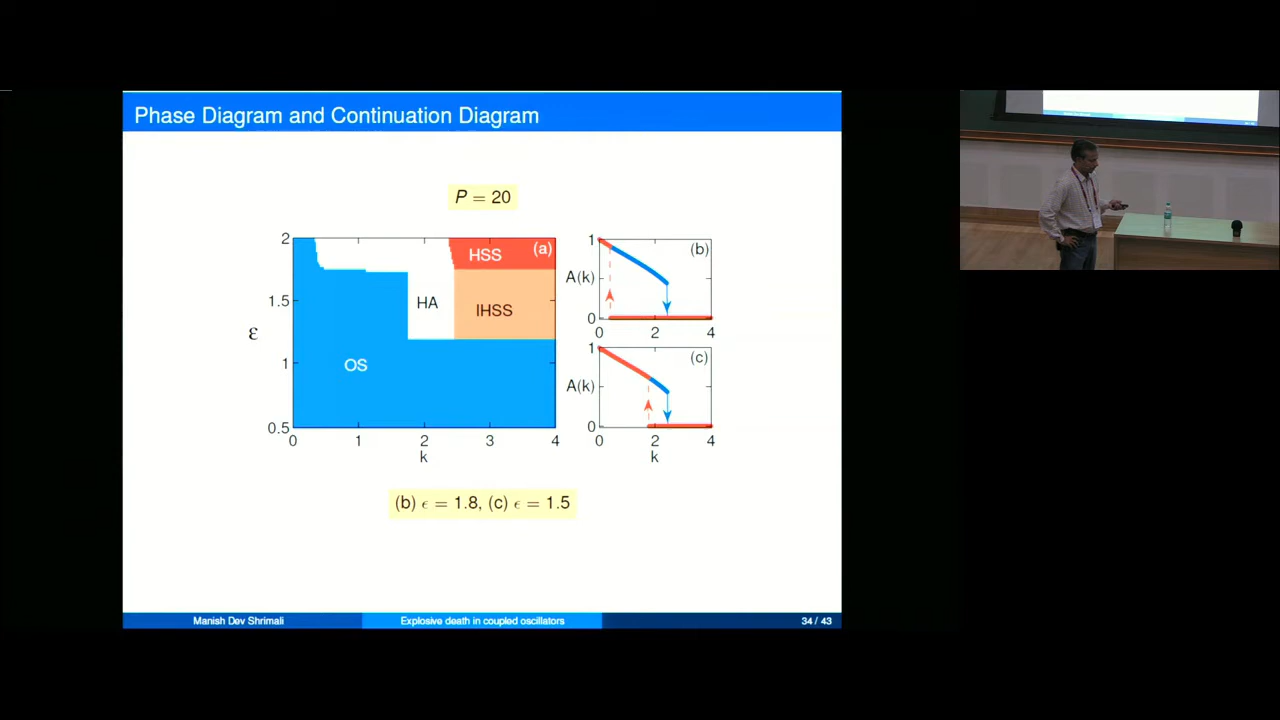 Phase Diagram and Continuation Diagram
P = 20
2
1.5
1
0.5
ε
0
1
2
3
4
k
OS
HA
HSS
IHSS
(a)
1
A(k)
0
0
2
4
(b)
1
A(k)
0
0
2
4
k
(c)
(b) ϵ = 1.8, (c) ϵ = 1.5
Manish Dev Shrimali
Explosive death in coupled oscillators
34 / 43